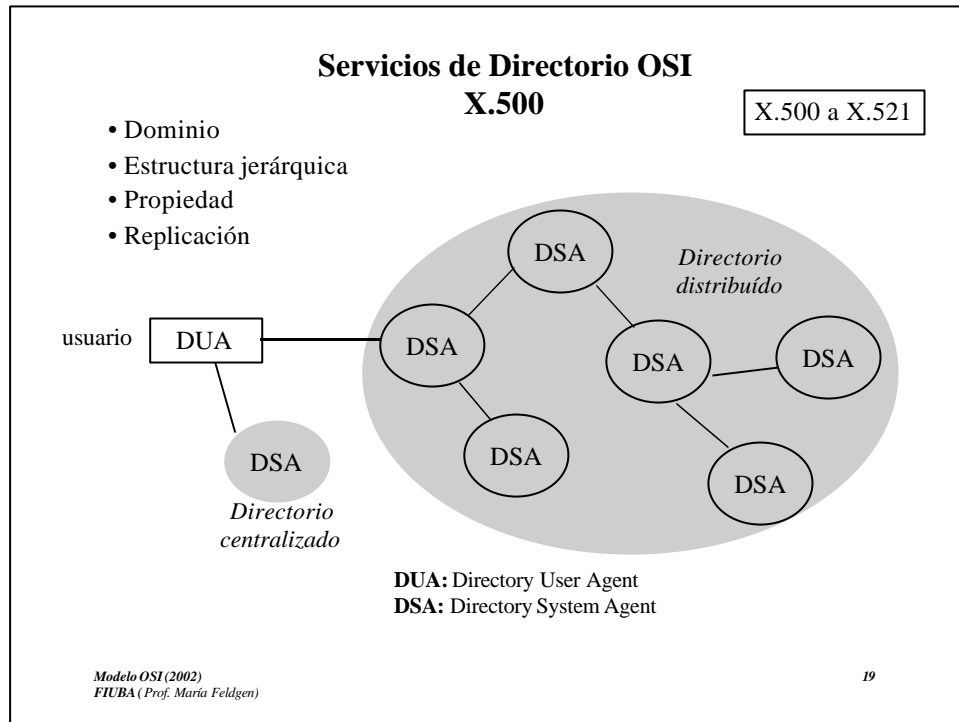 Servicios de Directorio OSI
X.500
X.500 a X.521
• Dominio
• Estructura jerárquica
• Propiedad
• Replicación
DSA
Directorio
distribuído
usuario
DUA
DSA
DSA
DSA
DSA
DSA
DSA
Directorio
centralizado
DUA: Directory User Agent
DSA: Directory System Agent
Modelo OSI (2002)
FIUBA ( Prof. María Feldgen)
19